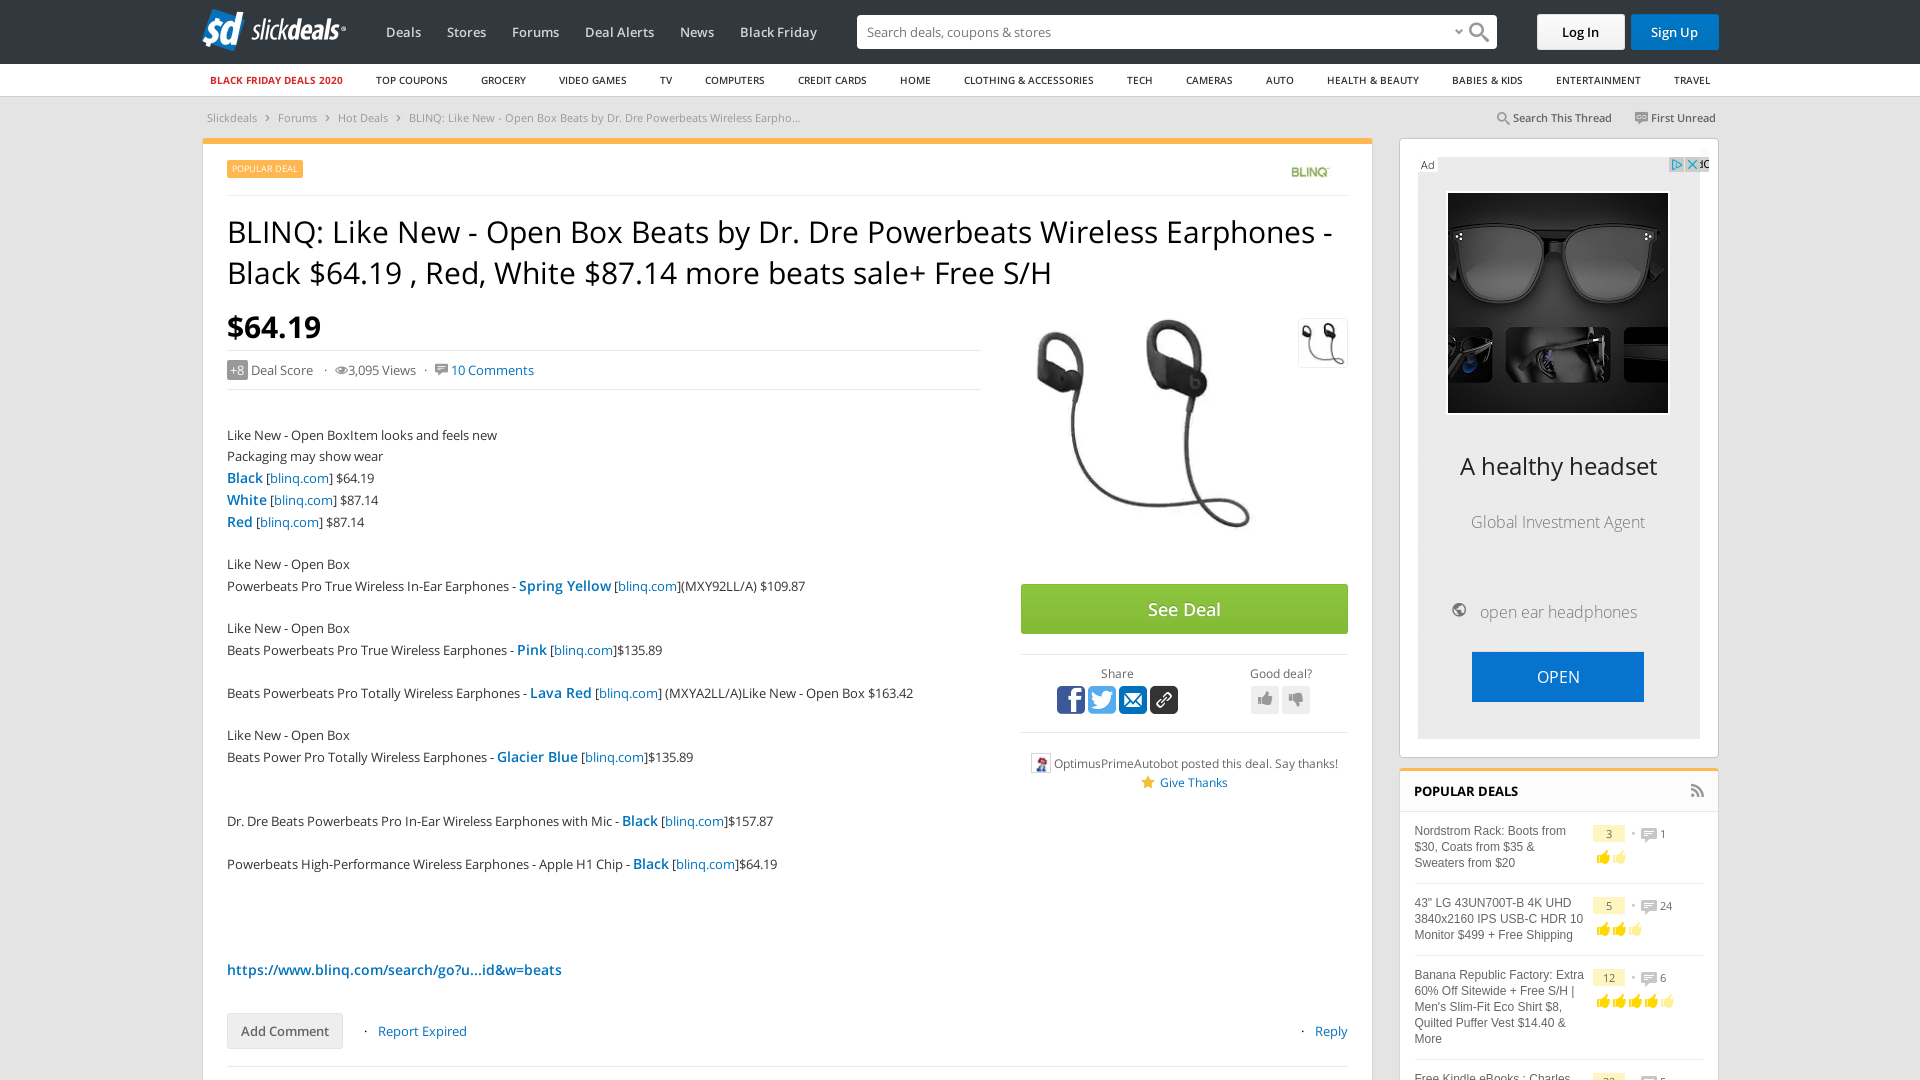 slickdeals
Deals
Stores
Forums
Deal Alerts
News
Black Friday
Search deals, coupons & stores
Log In
Sign Up
BLACK FRIDAY DEALS 2020
TOP COUPONS
GROCERY
VIDEO GAMES
TV
COMPUTERS
CREDIT CARDS
HOME
CLOTHING & ACCESSORIES
TECH
CAMERAS
AUTO
HEALTH & BEAUTY
BABIES & KIDS
ENTERTAINMENT
TRAVEL
Slickdeals › Forums › Hot Deals › BLINQ: Like New - Open Box Beats by Dr. Dre Powerbeats Wireless Earpho...
Search This Thread
First Unread
POPULAR DEAL
BLINQ
BLINQ: Like New - Open Box Beats by Dr. Dre Powerbeats Wireless Earphones -
Black $64.19 , Red, White $87.14 more beats sale+ Free S/H
$64.19
+8 Deal Score · 3,095 Views · 10 Comments
Like New - Open BoxItem looks and feels new
Packaging may show wear
Black [blinq.com] $64.19
White [blinq.com] $87.14
Red [blinq.com] $87.14
Like New - Open Box
Powerbeats Pro True Wireless In-Ear Earphones - Spring Yellow [blinq.com](MXY92LL/A) $109.87
Like New - Open Box
Beats Powerbeats Pro True Wireless Earphones - Pink [blinq.com]$135.89
Beats Powerbeats Pro Totally Wireless Earphones - Lava Red [blinq.com] (MXYA2LL/A)Like New - Open Box $163.42
Like New - Open Box
Beats Power Pro Totally Wireless Earphones - Glacier Blue [blinq.com]$135.89
Dr. Dre Beats Powerbeats Pro In-Ear Wireless Earphones with Mic - Black [blinq.com]$157.87
Powerbeats High-Performance Wireless Earphones - Apple H1 Chip - Black [blinq.com]$64.19
https://www.blinq.com/search/go?u...id&w=beats
Add Comment
· Report Expired
· Reply
See Deal
Share
Good deal?
OptimusPrimeAutobot posted this deal. Say thanks!
Give Thanks
Ad
A healthy headset
Global Investment Agent
open ear headphones
OPEN
POPULAR DEALS
Nordstrom Rack: Boots from
$30, Coats from $35 &
Sweaters from $20
3 • 1
43" LG 43UN700T-B 4K UHD
3840x2160 IPS USB-C HDR 10
Monitor $499 + Free Shipping
5 • 24
Banana Republic Factory: Extra
60% Off Sitewide + Free S/H |
Men's Slim-Fit Eco Shirt $8,
Quilted Puffer Vest $14.40 &
More
12 • 6
Free Kindle eBooks : Charles